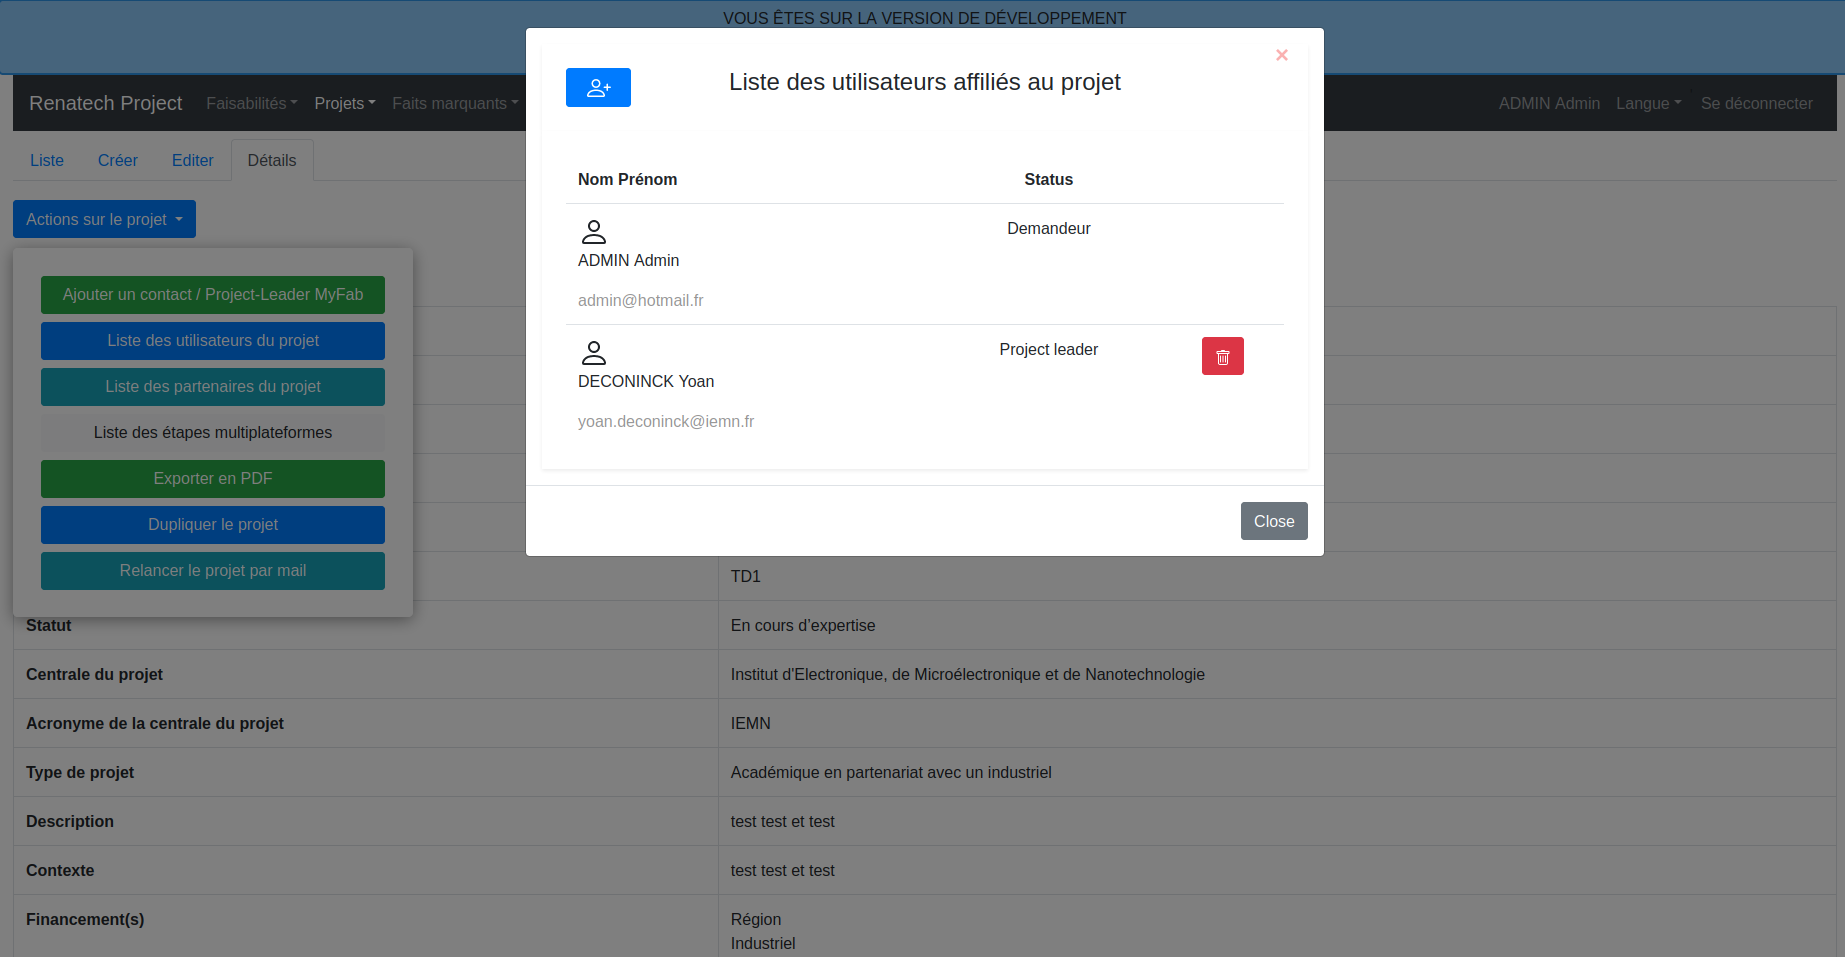 VOUS ÊTES SUR LA VERSION DE DÉVELOPPEMENT
Renatech Project Faisabilités Projets Faits marquants ADMIN Admin Langue Se déconnecter
Liste Créer Editer Détails
Actions sur le projet
Ajouter un contact / Project-Leader MyFab
Liste des utilisateurs du projet
Liste des partenaires du projet
Liste des étapes multiplateformes
Exporter en PDF
Dupliquer le projet
Relancer le projet par mail
×
Liste des utilisateurs affiliés au projet
Nom Prénom Status
ADMIN Admin Demandeur
admin@hotmail.fr
DECONINCK Yoan Project leader
yoan.deconinck@iemn.fr
Close
TD1
Statut En cours d’expertise
Centrale du projet Institut d'Electronique, de Microélectronique et de Nanotechnologie
Acronyme de la centrale du projet IEMN
Type de projet Académique en partenariat avec un industriel
Description test test et test
Contexte test test et test
Financement(s) Région
Industriel